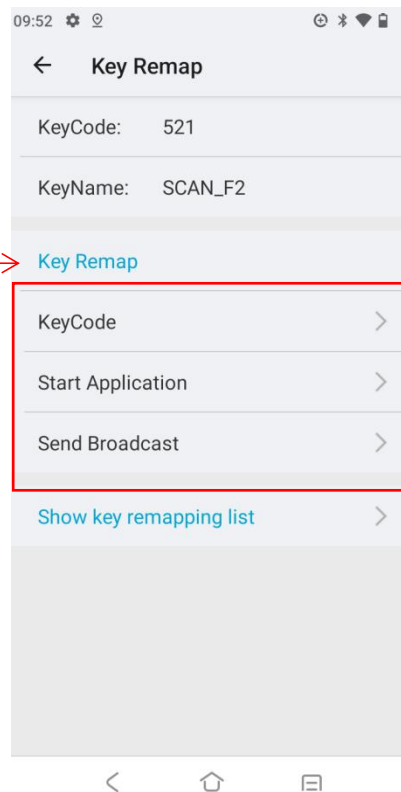 09:52
Key Remap
KeyCode: 521
KeyName: SCAN_F2
Key Remap
KeyCode
Start Application
Send Broadcast
Show key remapping list